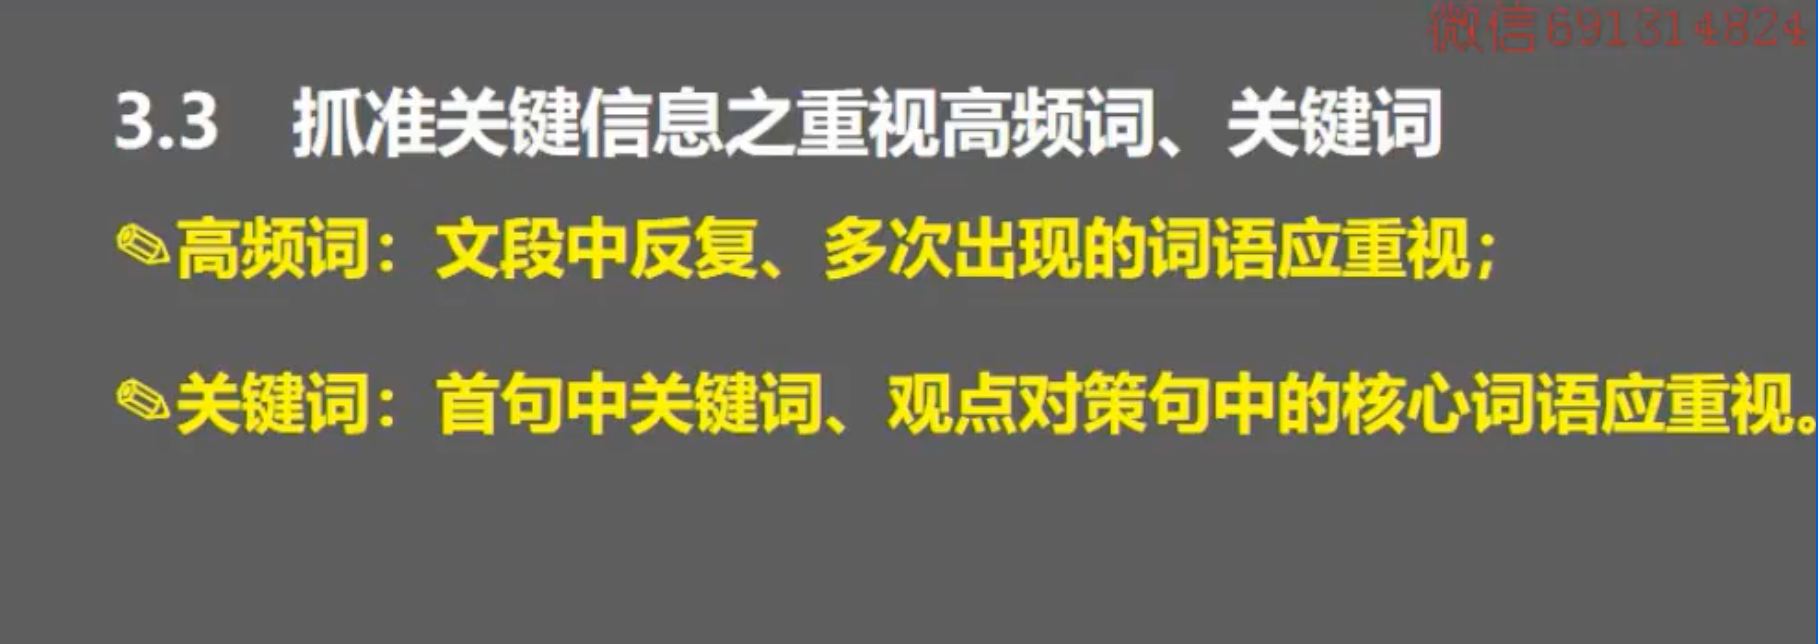 微信691314824
3.3 抓准关键信息之重视高频词、关键词
✎高频词：文段中反复、多次出现的词语应重视；
✎关键词：首句中关键词、观点对策句中的核心词语应重视。